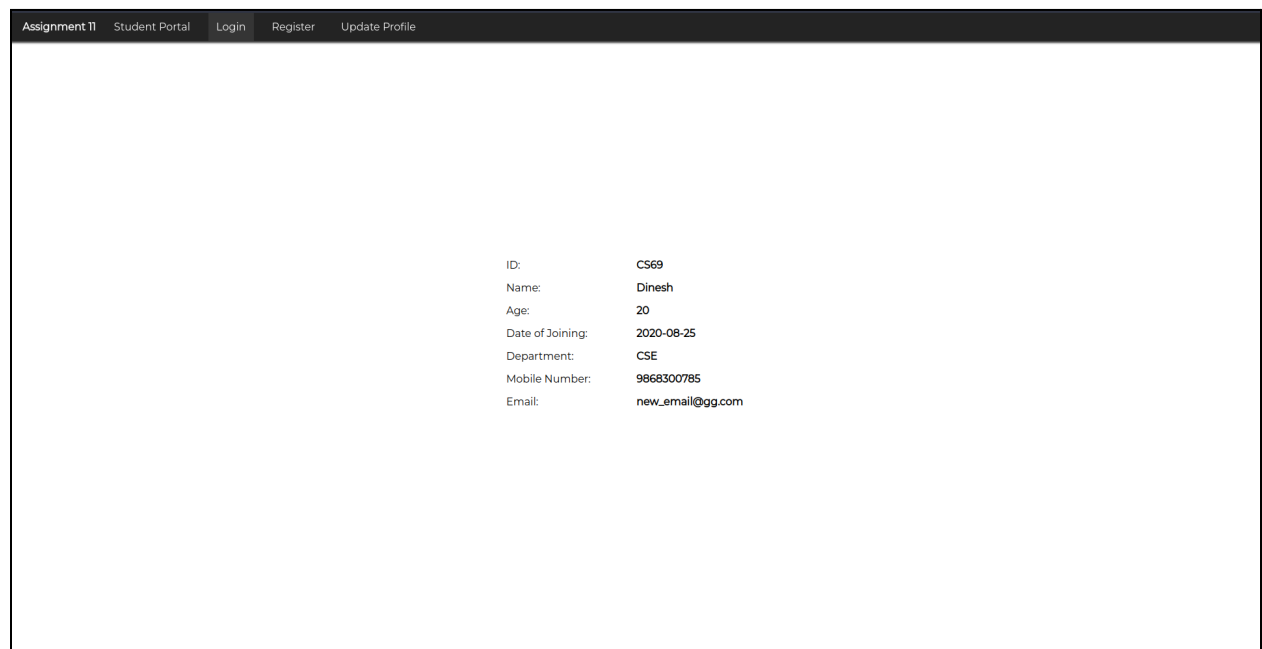 Assignment 11 Student Portal Login Register Update Profile
ID: CS69
Name: Dinesh
Age: 20
Date of Joining: 2020-08-25
Department: CSE
Mobile Number: 9868300785
Email: new_email@gg.com